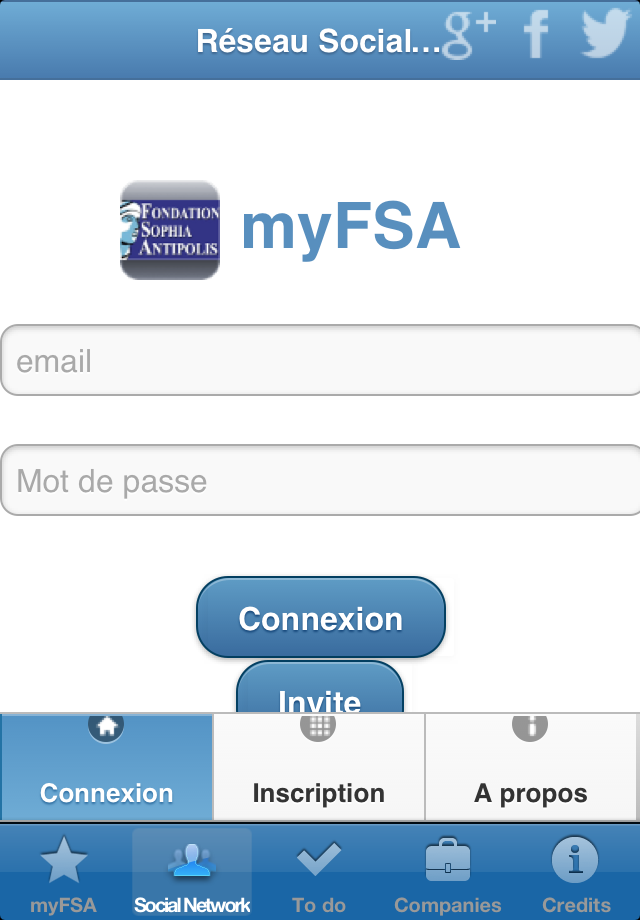 Réseau Social...
g+ f
FONDATION
SOPHIA
ANTIPOLIS
myFSA
email
Mot de passe
Connexion
Invite
Connexion Inscription A propos
myFSA Social Network To do Companies Credits